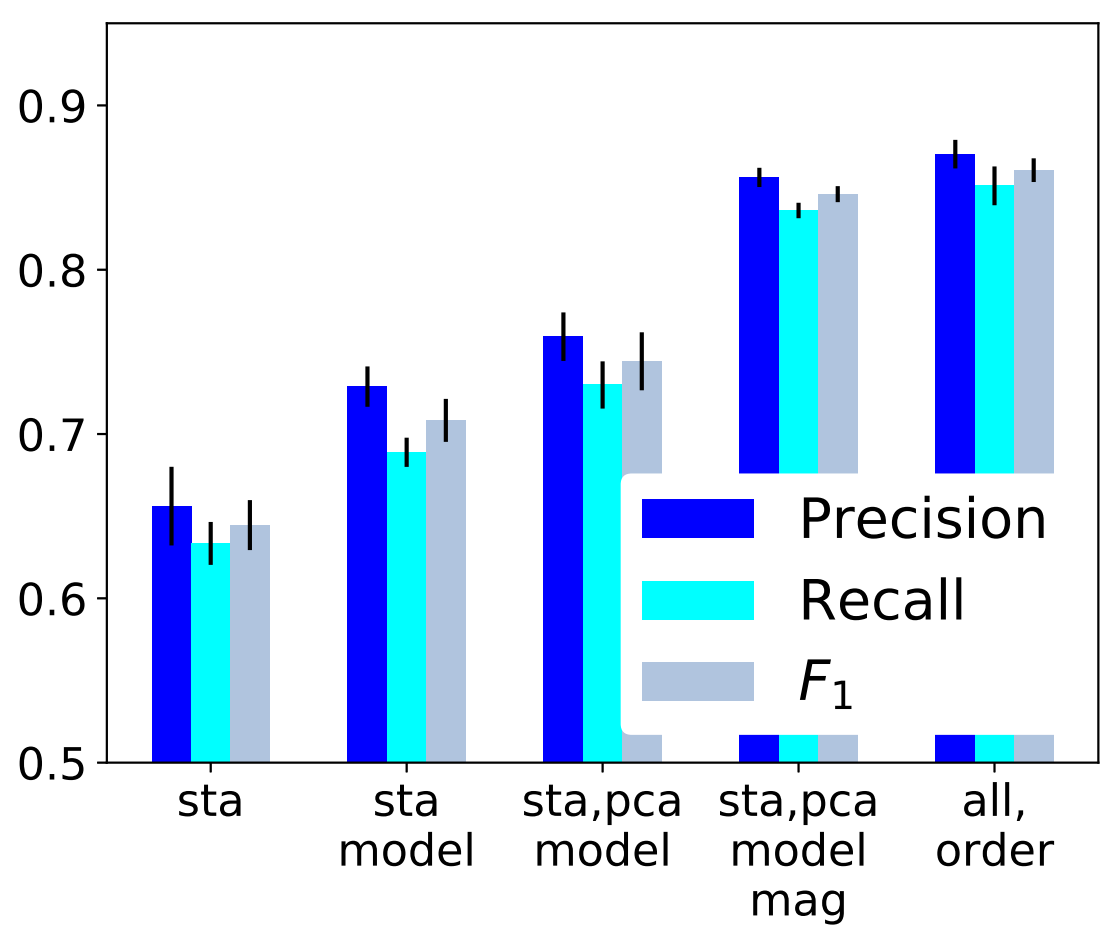 0.9
0.8
0.7
0.6
0.5
Precision
Recall
F1
sta
sta
model
sta,pca
model
sta,pca
model
mag
all,
order